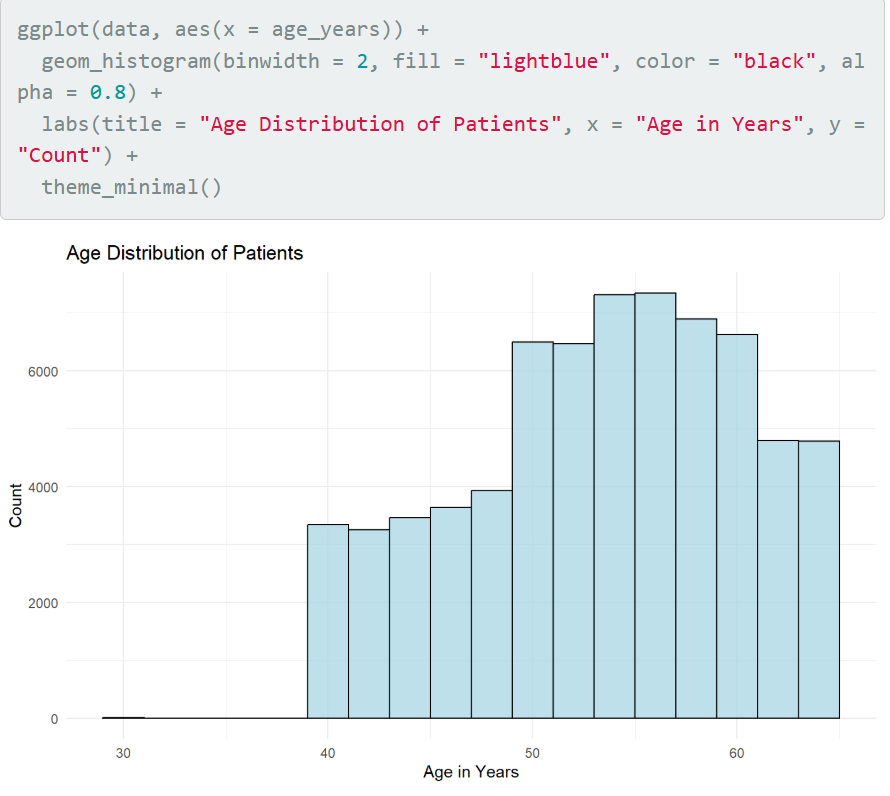 ggplot(data, aes(x = age_years)) +
  geom_histogram(binwidth = 2, fill = "lightblue", color = "black", al
pha = 0.8) +
  labs(title = "Age Distribution of Patients", x = "Age in Years", y =
"Count") +
  theme_minimal()
Age Distribution of Patients
6000
4000
2000
0
Count
30 40 50 60
Age in Years